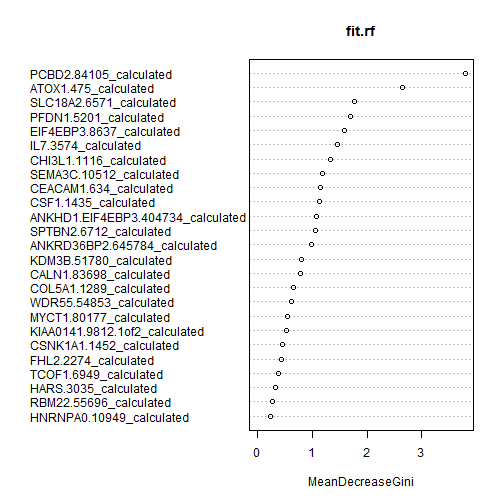 fit.rf
PCBD2.84105_calculated
ATOX1.475_calculated
SLC18A2.6571_calculated
PFDN1.5201_calculated
EIF4EBP3.8637_calculated
IL7.3574_calculated
CHI3L1.1116_calculated
SEMA3C.10512_calculated
CEACAM1.634_calculated
CSF1.1435_calculated
ANKHD1.EIF4EBP3.404734_calculated
SPTBN2.6712_calculated
ANKRD36BP2.645784_calculated
KDM3B.51780_calculated
CALN1.83698_calculated
COL5A1.1289_calculated
WDR55.54853_calculated
MYCT1.80177_calculated
KIAA0141.9812.1of2_calculated
CSNK1A1.1452_calculated
FHL2.2274_calculated
TCOF1.6949_calculated
HARS.3035_calculated
RBM22.55696_calculated
HNRNPA0.10949_calculated
0 1 2 3
MeanDecreaseGini